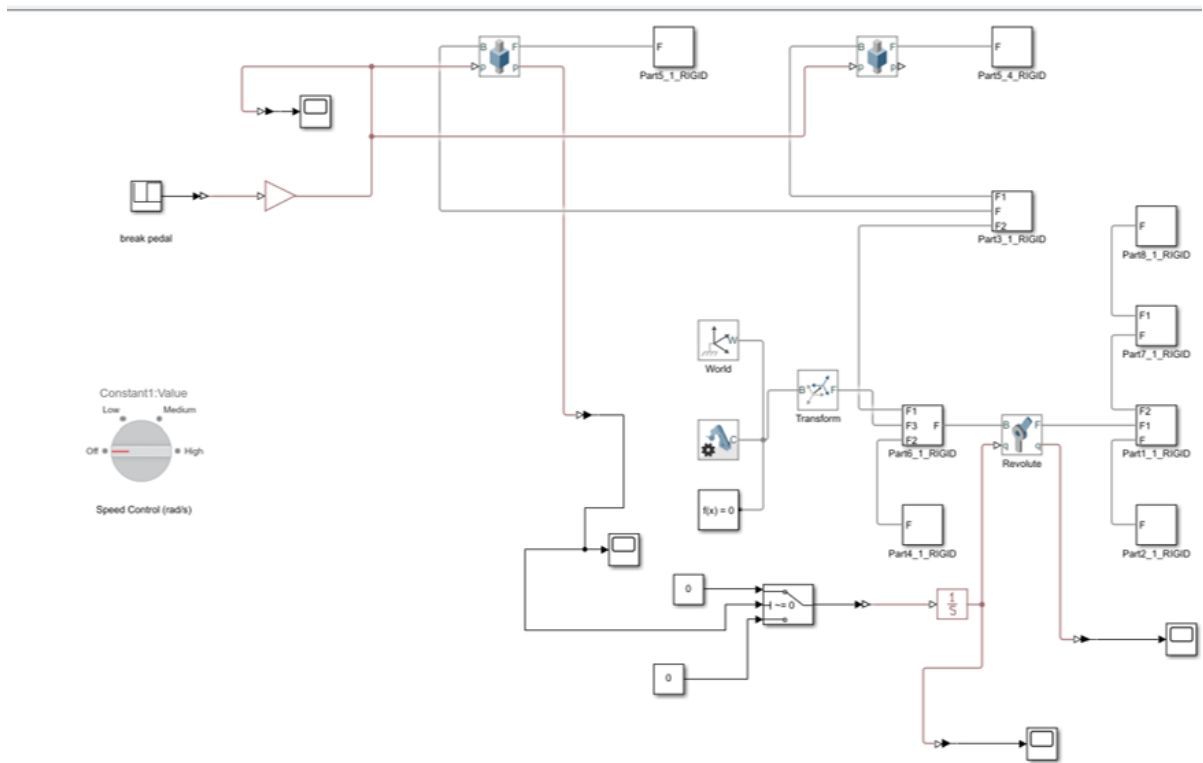 B F
p p
F
Part5_1_RIGID
B F
p p
F
Part5_4_RIGID
break pedal
F1
F
F2
Part3_1_RIGID
F
Part8_1_RIGID
F1
F
Part7_1_RIGID
W
World
B F
Transform
C
f(x) = 0
F1
F3 F
F2
Part6_1_RIGID
B F
q q
Revolute
F2
F1
F
Part1_1_RIGID
F
Part4_1_RIGID
F
Part2_1_RIGID
Constant1:Value
Low Medium
Off High
Speed Control (rad/s)
0
~= 0
1
s
0